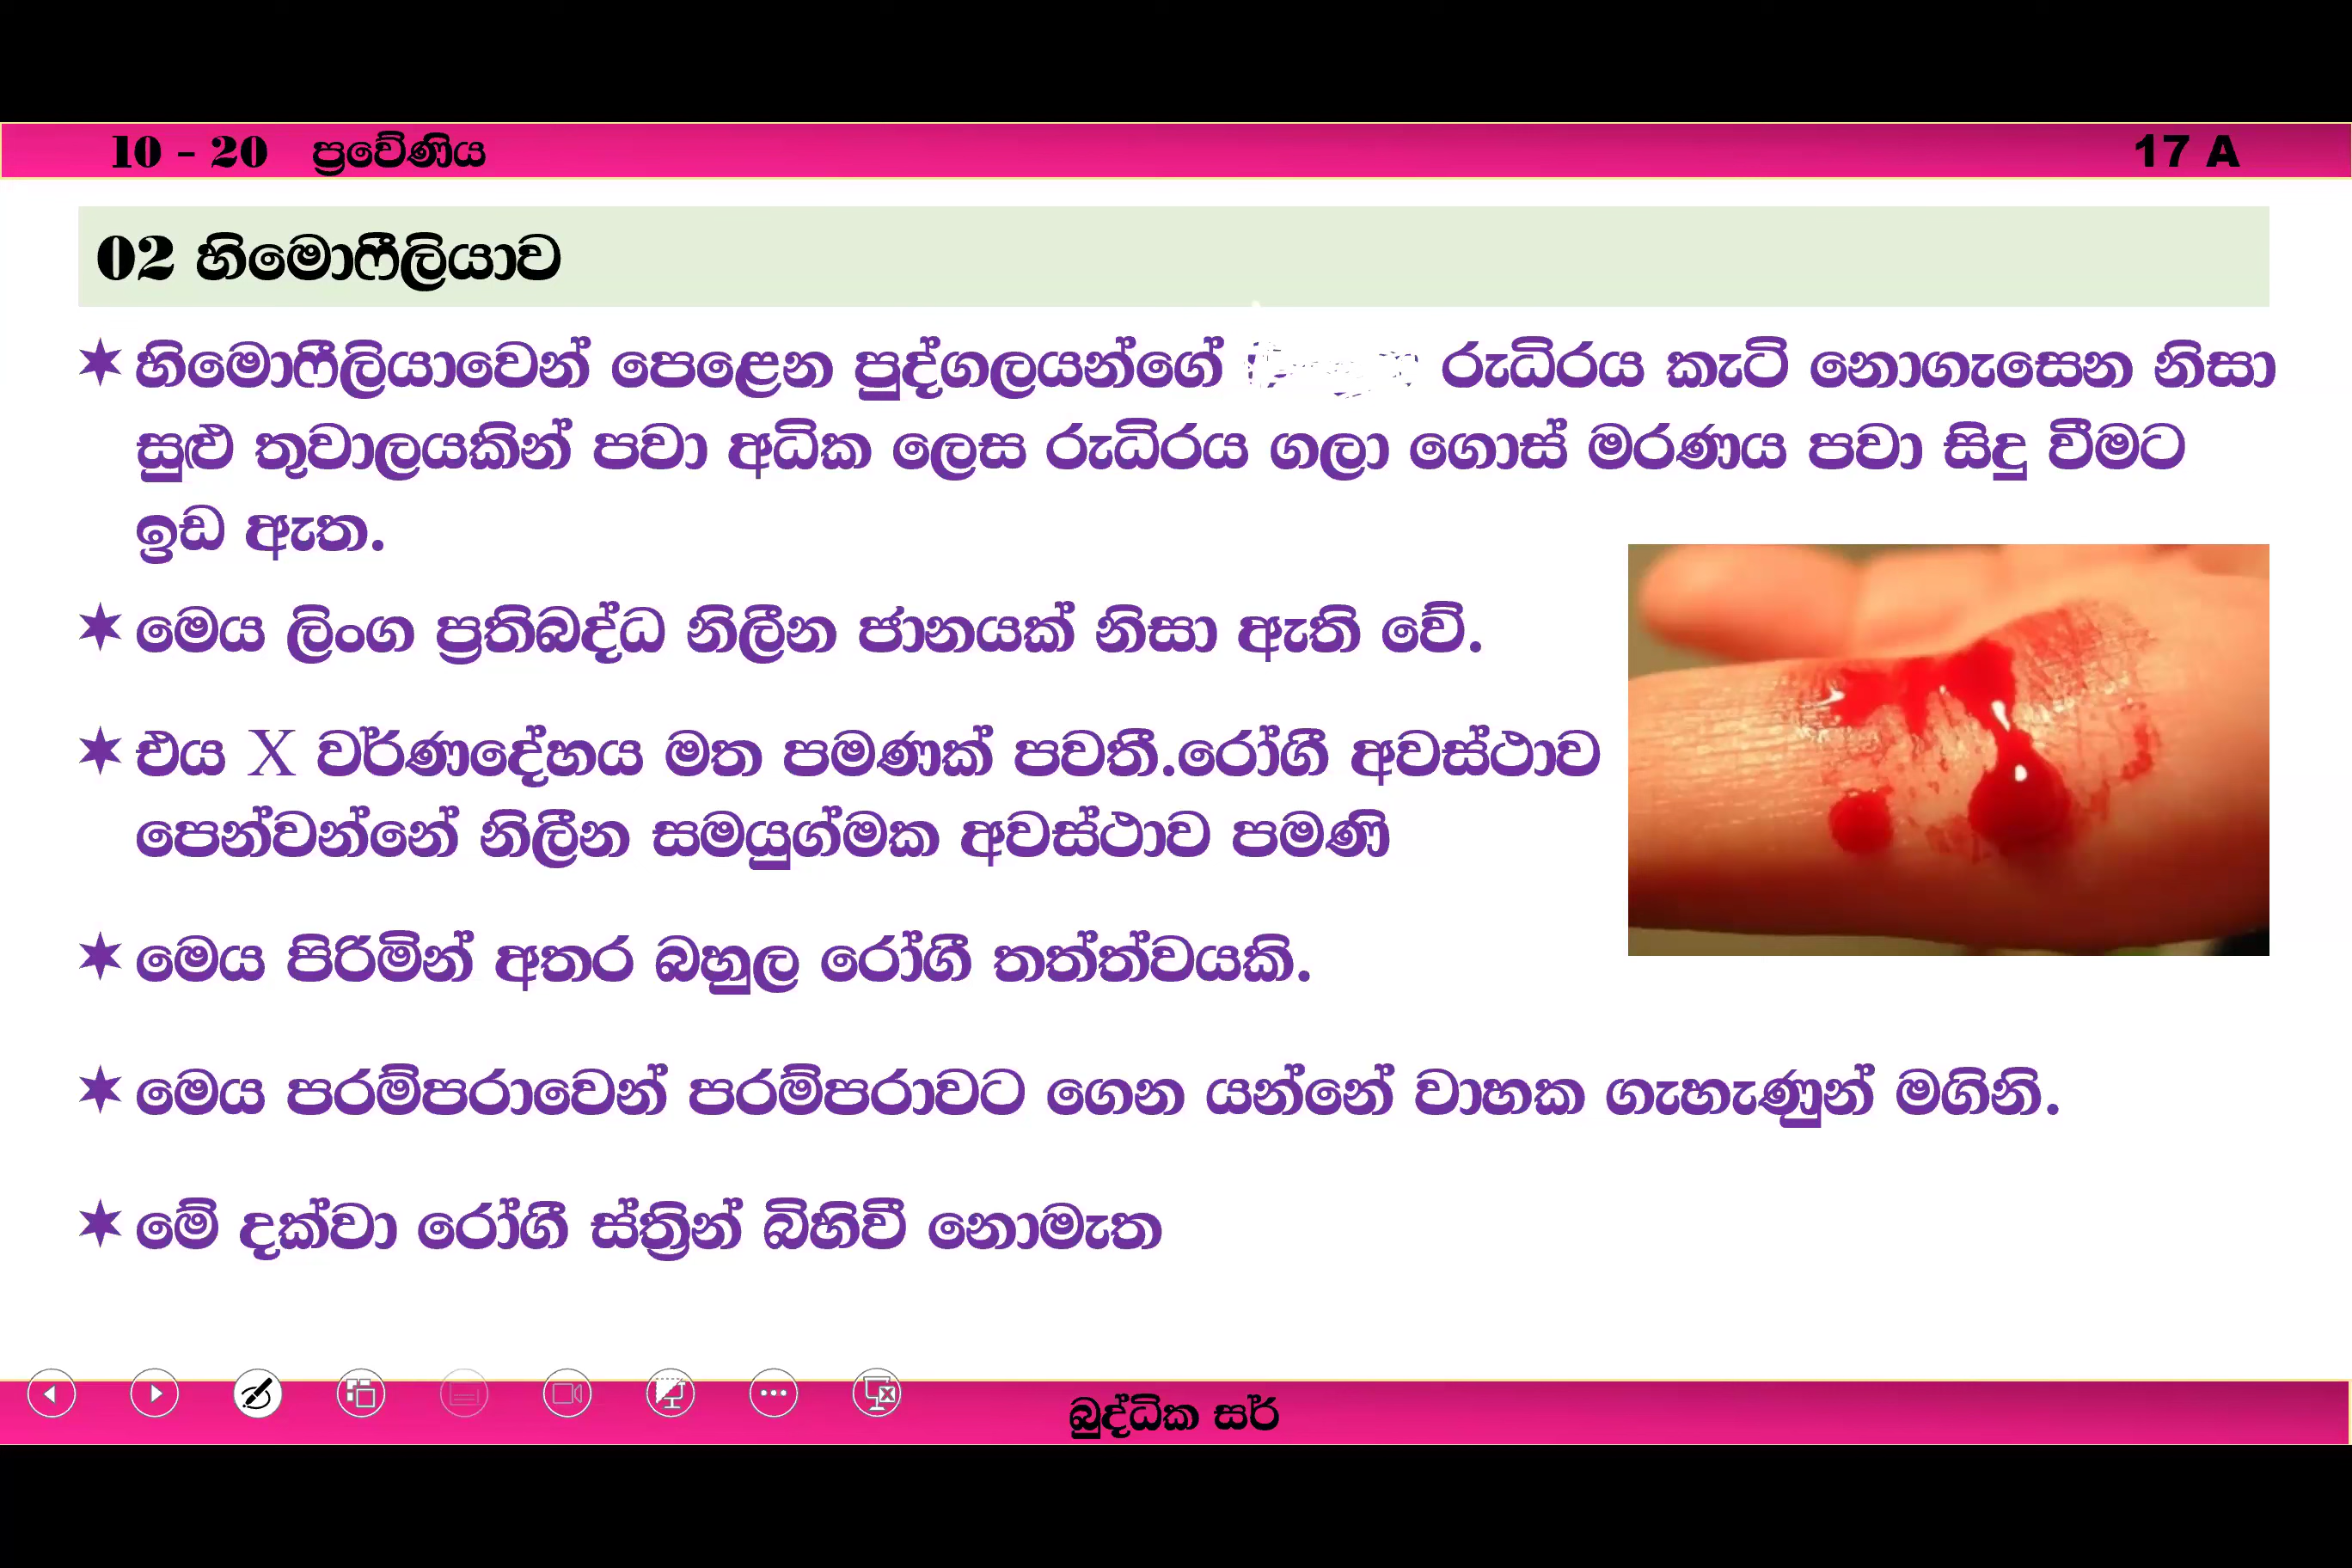 10 - 20 ප්‍රවේණිය
17 A
02 හිමොෆීලියාව
✶ හිමොෆීලියාවෙන් පෙළෙන පුද්ගලයන්ගේ රුධිරය කැටි නොගැසෙන නිසා
සුළු තුවාලයකින් පවා අධික ලෙස රුධිරය ගලා ගොස් මරණය පවා සිදු වීමට
ඉඩ ඇත.
✶ මෙය ලිංග ප්‍රතිබද්ධ නිලීන ජානයක් නිසා ඇති වේ.
✶ එය X වර්ණදේහය මත පමණක් පවතී.රෝගී අවස්ථාව
පෙන්වන්නේ නිලීන සමයුග්මක අවස්ථාව පමණි
✶ මෙය පිරිමින් අතර බහුල රෝගී තත්ත්වයකි.
✶ මෙය පරම්පරාවෙන් පරම්පරාවට ගෙන යන්නේ වාහක ගැහැණුන් මගිනි.
✶ මේ දක්වා රෝගී ස්ත්‍රින් බිහිවී නොමැත
බුද්ධික සර්